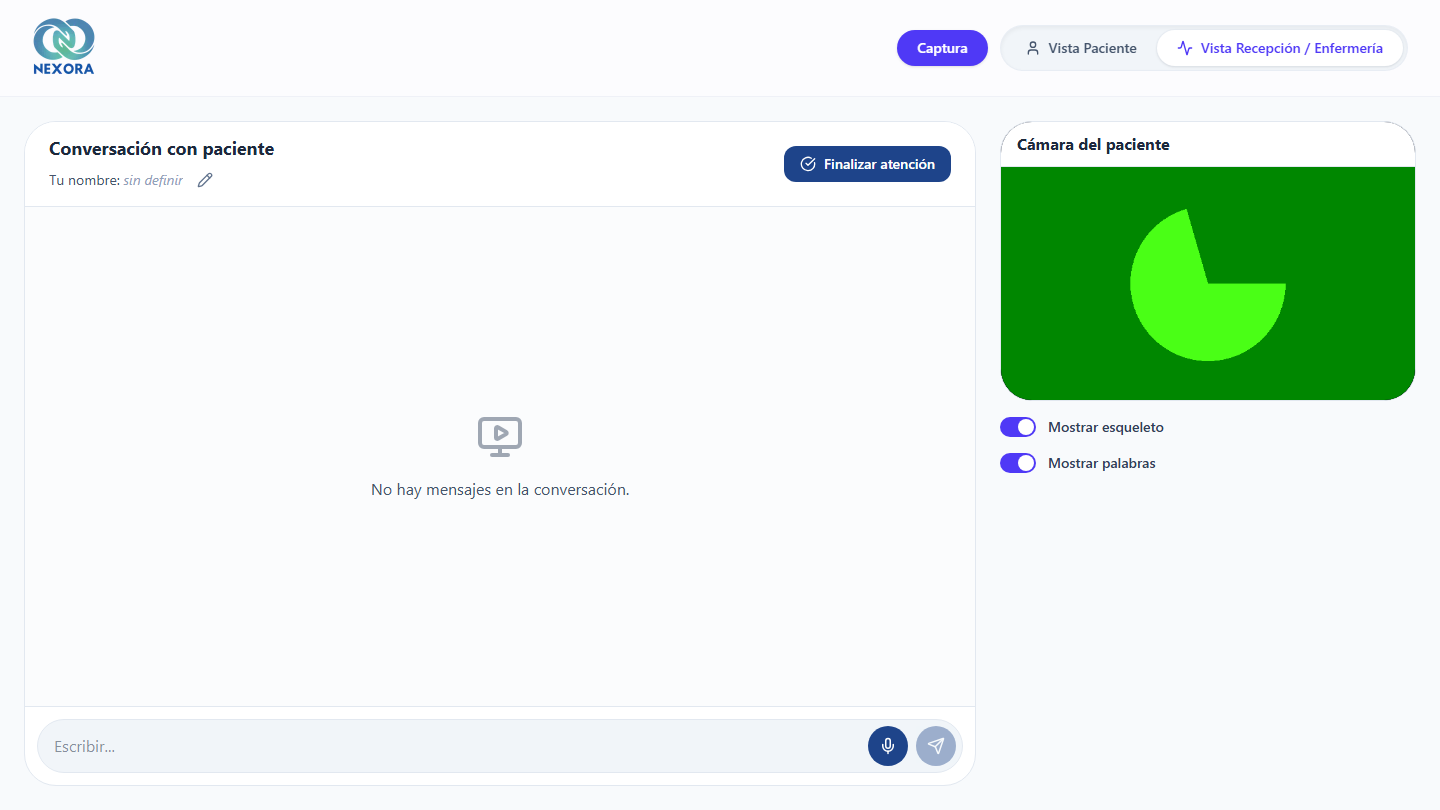 NEXORA
Captura
Vista Paciente
Vista Recepción / Enfermería
Conversación con paciente
Tu nombre: sin definir
Finalizar atención
No hay mensajes en la conversación.
Escribir...
Cámara del paciente
Mostrar esqueleto
Mostrar palabras